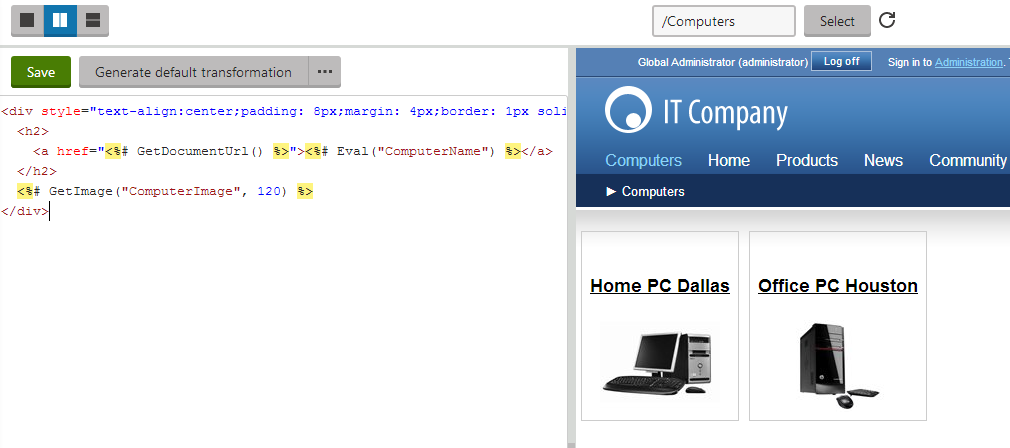 /Computers
Select
Save
Generate default transformation
...
<div style="text-align:center;padding: 8px;margin: 4px;border: 1px soli
<h2>
<a href="<%# GetDocumentUrl() %>"><%# Eval("ComputerName") %></a>
</h2>
<%# GetImage("ComputerImage", 120) %>
</div>
Global Administrator (administrator) Log off Sign in to Administration.
IT Company
Computers Home Products News Community
► Computers
Home PC Dallas
Office PC Houston